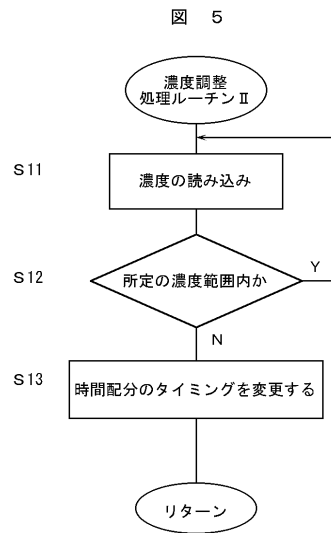 図 5
濃度調整
処理ルーチンⅡ
S11
濃度の読み込み
S12
所定の濃度範囲内か
Y
N
S13
時間配分のタイミングを変更する
リターン